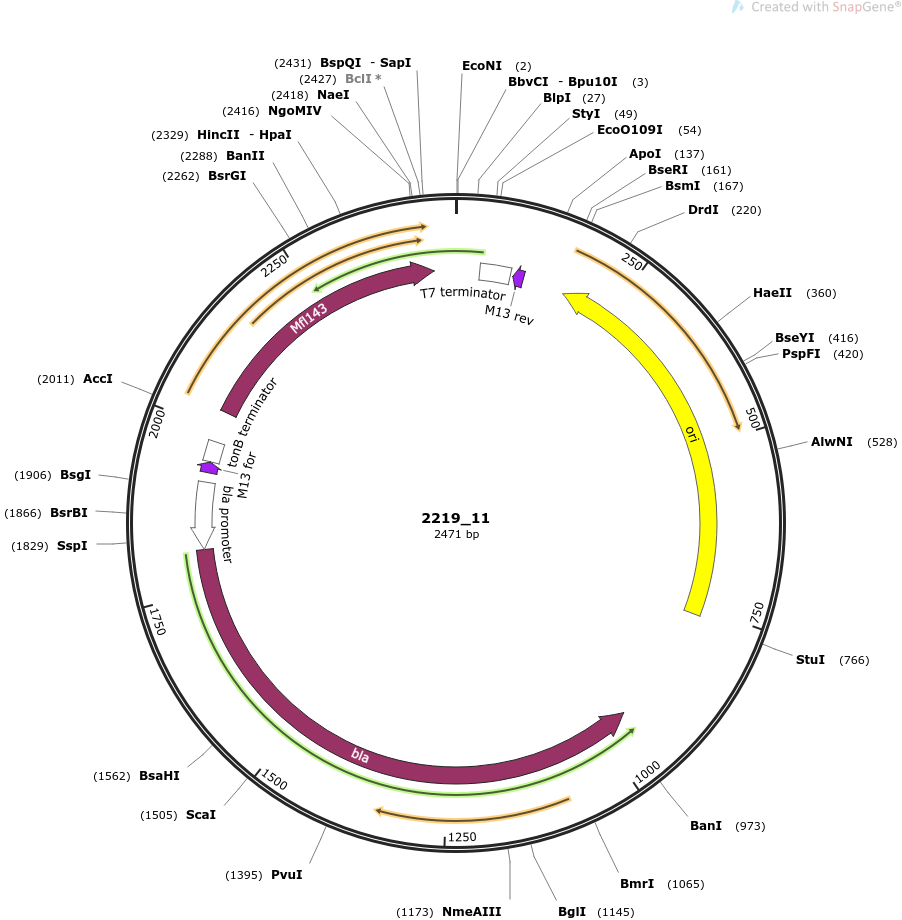 Created with SnapGene®
(2431) BspQI - SapI
(2427) BclI *
(2418) NaeI
(2416) NgoMIV
(2329) HincII - HpaI
(2288) BanII
(2262) BsrGI
EcoNI (2)
BbvCI - Bpu10I (3)
BlpI (27)
StyI (49)
EcoO109I (54)
ApoI (137)
BseRI (161)
BsmI (167)
DrdI (220)
HaeII (360)
BseYI (416)
PspFI (420)
AlwNI (528)
StuI (766)
BanI (973)
BmrI (1065)
BglI (1145)
(1173) NmeAIII
(1395) PvuI
(1505) ScaI
(1562) BsaHI
(1829) SspI
(1866) BsrBI
(1906) BsgI
(2011) AccI
250
500
750
1000
1250
1500
1750
2000
2250
Mfl143
T7 terminator
M13 rev
ori
tonB terminator
M13 for
bla promoter
bla
2219_11
2471 bp